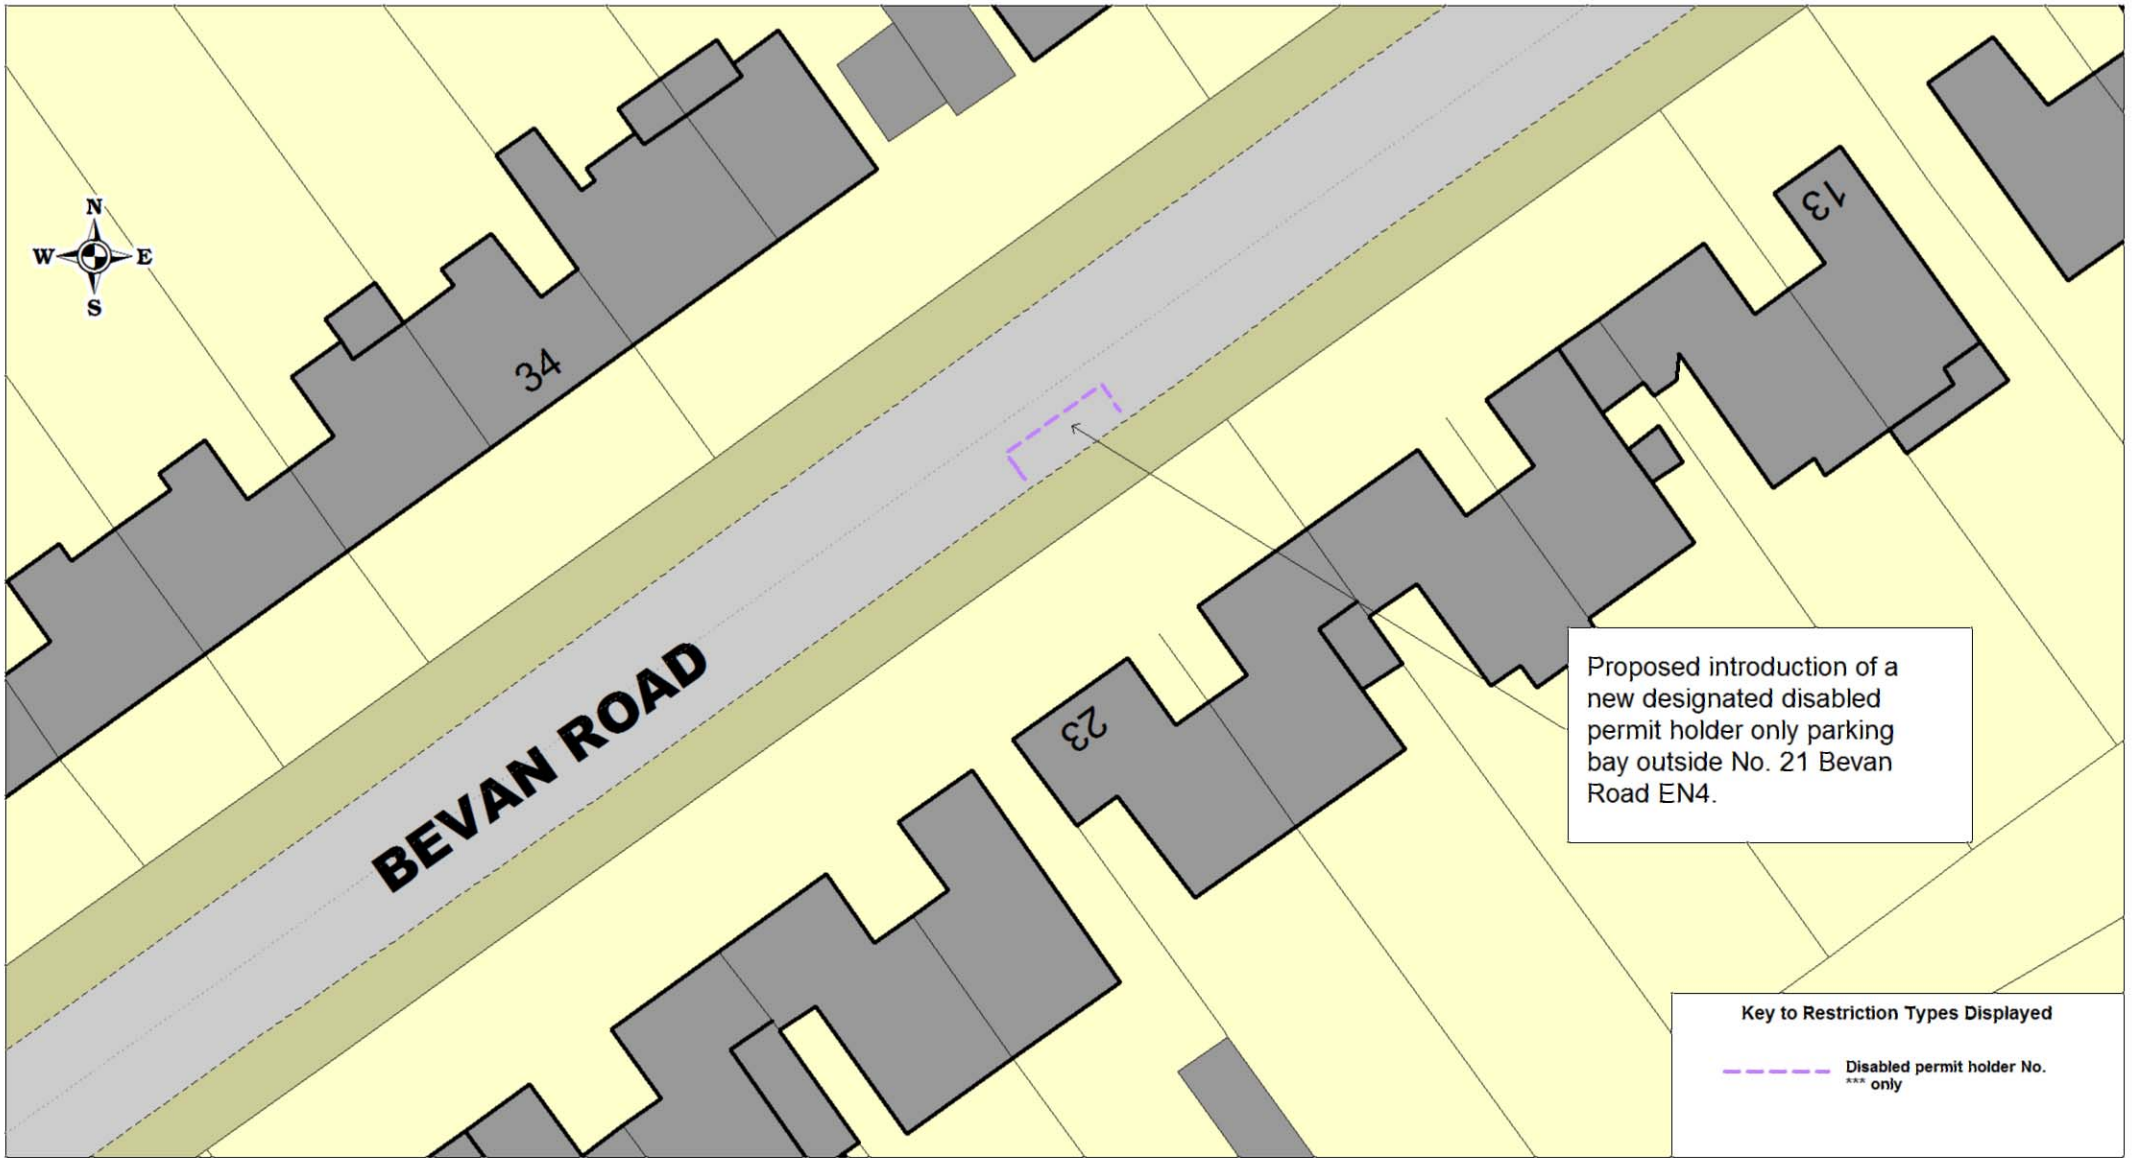 13
N
W E
S
34
BEVAN ROAD
23
Proposed introduction of a
new designated disabled
permit holder only parking
bay outside No. 21 Bevan
Road EN4.
Key to Restriction Types Displayed
Disabled permit holder No.
*** only